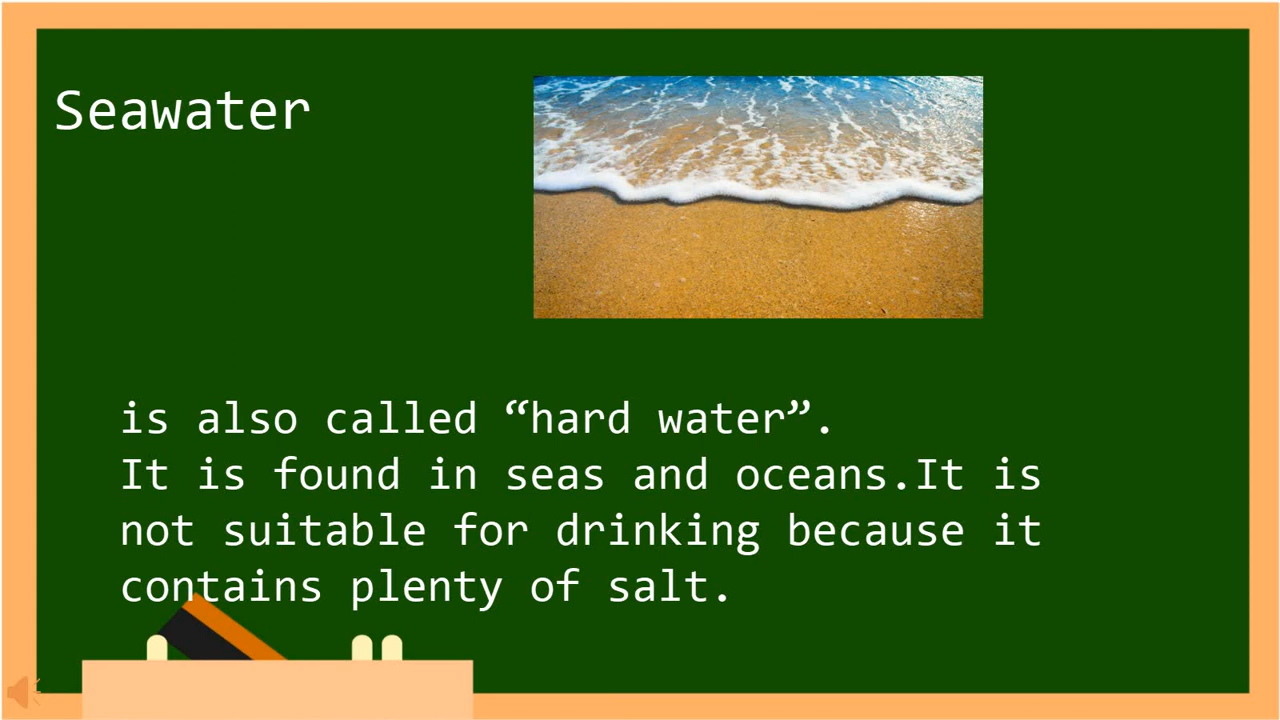 Seawater
is also called “hard water”.
It is found in seas and oceans.It is
not suitable for drinking because it
contains plenty of salt.